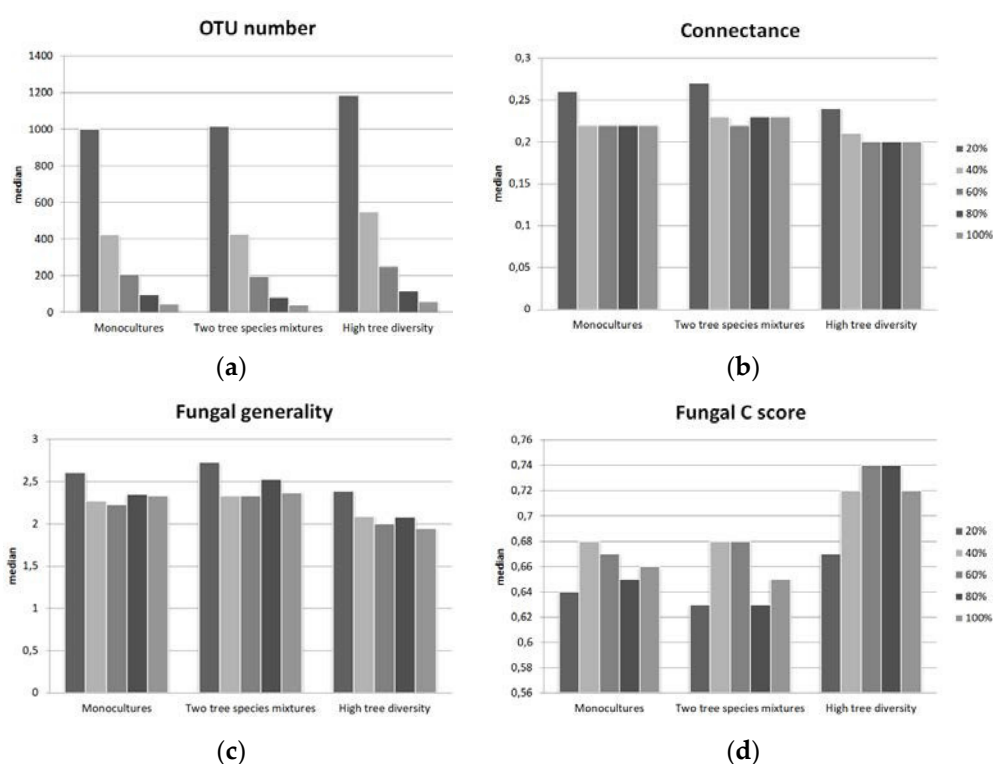 OTU number
1400
1200
1000
800
600
400
200
0
median
Monocultures Two tree species mixtures High tree diversity
(a)
Connectance
0,3
0,25
0,2
0,15
0,1
0,05
0
median
Monocultures Two tree species mixtures High tree diversity
20%
40%
60%
80%
100%
(b)
Fungal generality
3
2,5
2
1,5
1
0,5
0
median
Monocultures Two tree species mixtures High tree diversity
(c)
Fungal C score
0,76
0,74
0,72
0,7
0,68
0,66
0,64
0,62
0,6
0,58
0,56
median
Monocultures Two tree species mixtures High tree diversity
20%
40%
60%
80%
100%
(d)